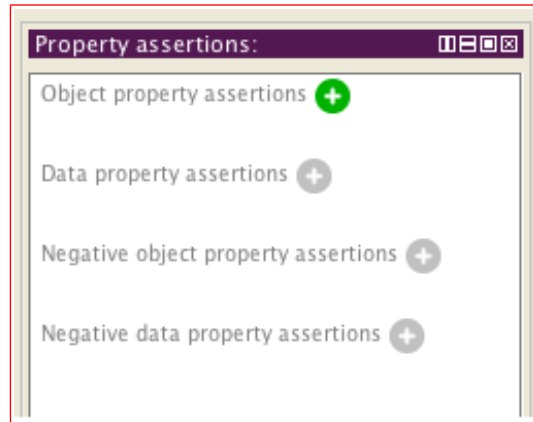 Property assertions:
Object property assertions
Data property assertions
Negative object property assertions
Negative data property assertions